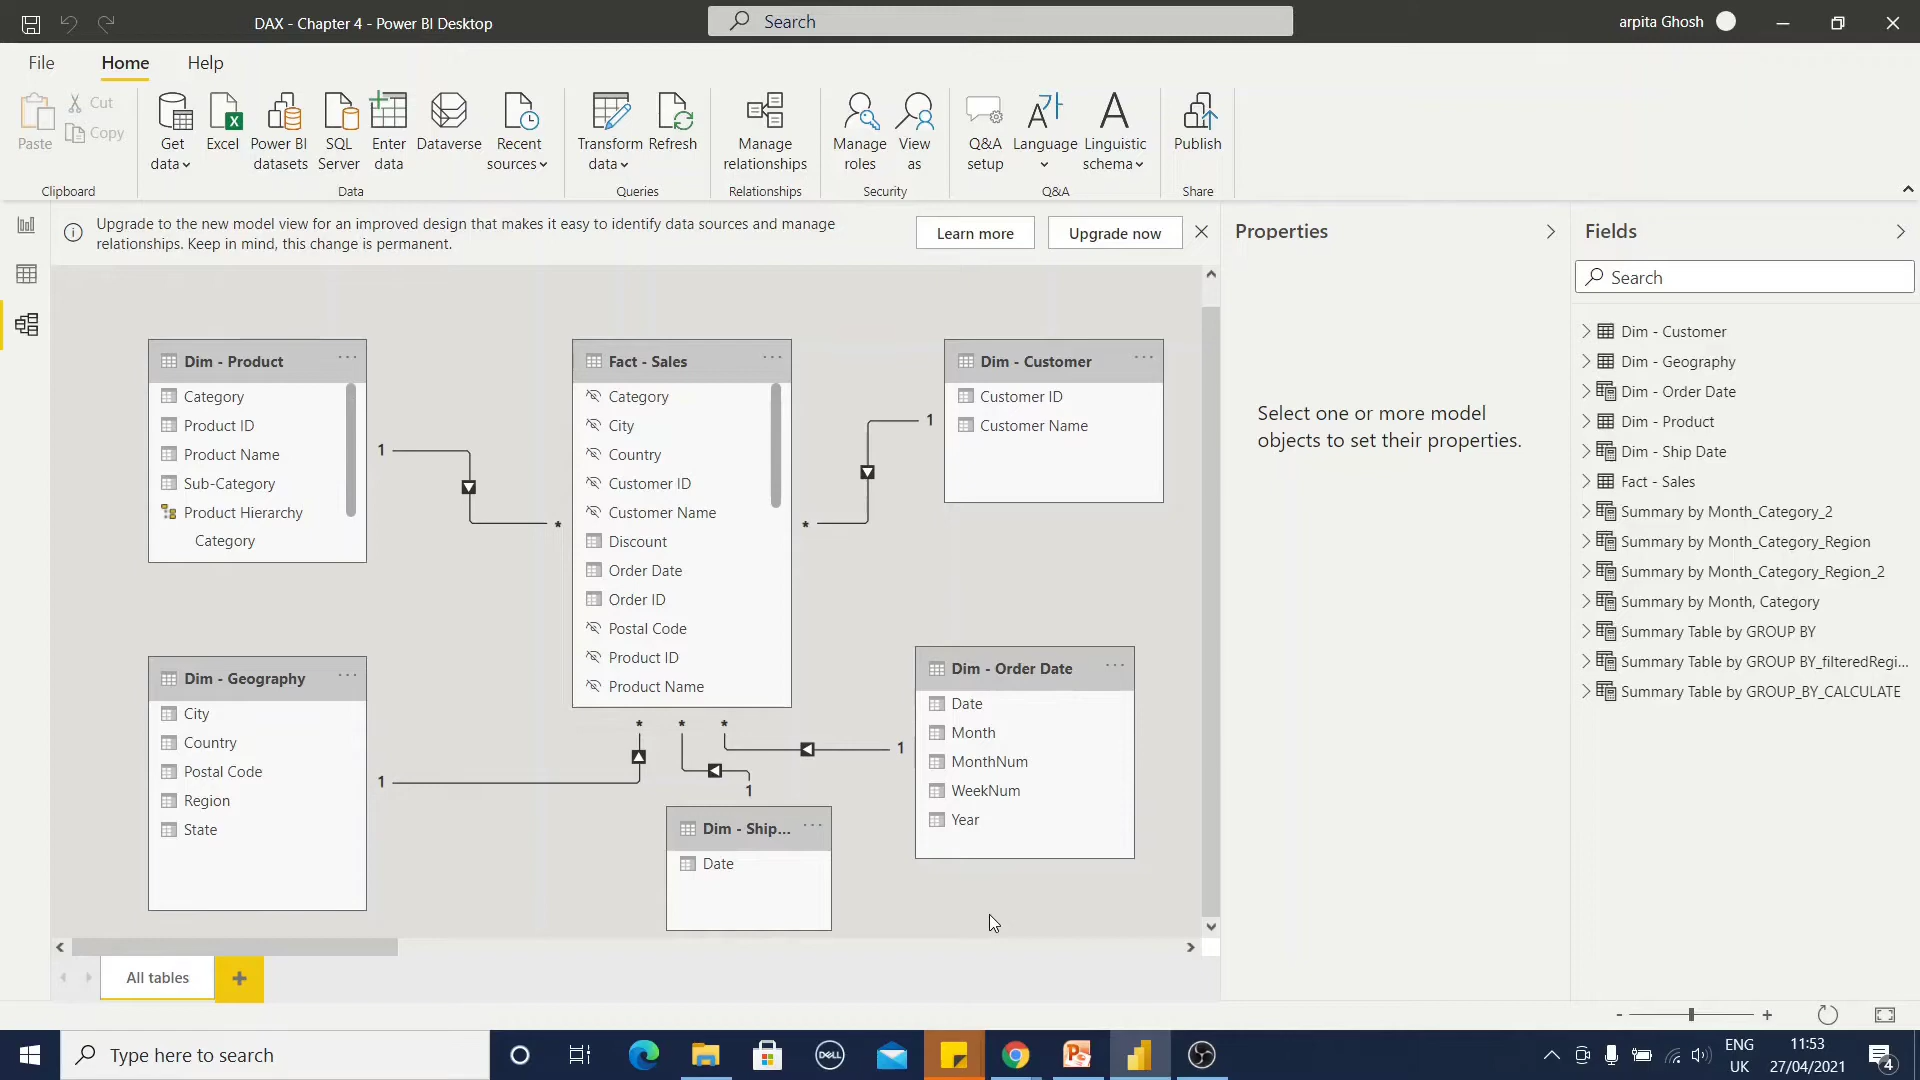 DAX - Chapter 4 - Power BI Desktop
Search
arpita Ghosh
File
Home
Help
Paste
Cut
Copy
Clipboard
Get data
Excel
Power BI datasets
SQL Server
Enter data
Dataverse
Recent sources
Data
Transform data
Refresh
Queries
Manage relationships
Relationships
Manage roles
View as
Security
Q&A setup
Language
Linguistic schema
Q&A
Publish
Share
Upgrade to the new model view for an improved design that makes it easy to identify data sources and manage
relationships. Keep in mind, this change is permanent.
Learn more
Upgrade now
Dim - Product
Category
Product ID
Product Name
Sub-Category
Product Hierarchy
Category
1
*
Fact - Sales
Category
City
Country
Customer ID
Customer Name
Discount
Order Date
Order ID
Postal Code
Product ID
Product Name
Dim - Customer
Customer ID
Customer Name
1
*
Dim - Geography
City
Country
Postal Code
Region
State
1
* * *
1
1
Dim - Ship...
Date
Dim - Order Date
Date
Month
MonthNum
WeekNum
Year
All tables
Properties
Select one or more model
objects to set their properties.
Fields
Search
Dim - Customer
Dim - Geography
Dim - Order Date
Dim - Product
Dim - Ship Date
Fact - Sales
Summary by Month_Category_2
Summary by Month_Category_Region
Summary by Month_Category_Region_2
Summary by Month, Category
Summary Table by GROUP BY
Summary Table by GROUP BY_filteredRegi...
Summary Table by GROUP_BY_CALCULATE
Type here to search
DELL
ENG
UK
11:53
27/04/2021
4